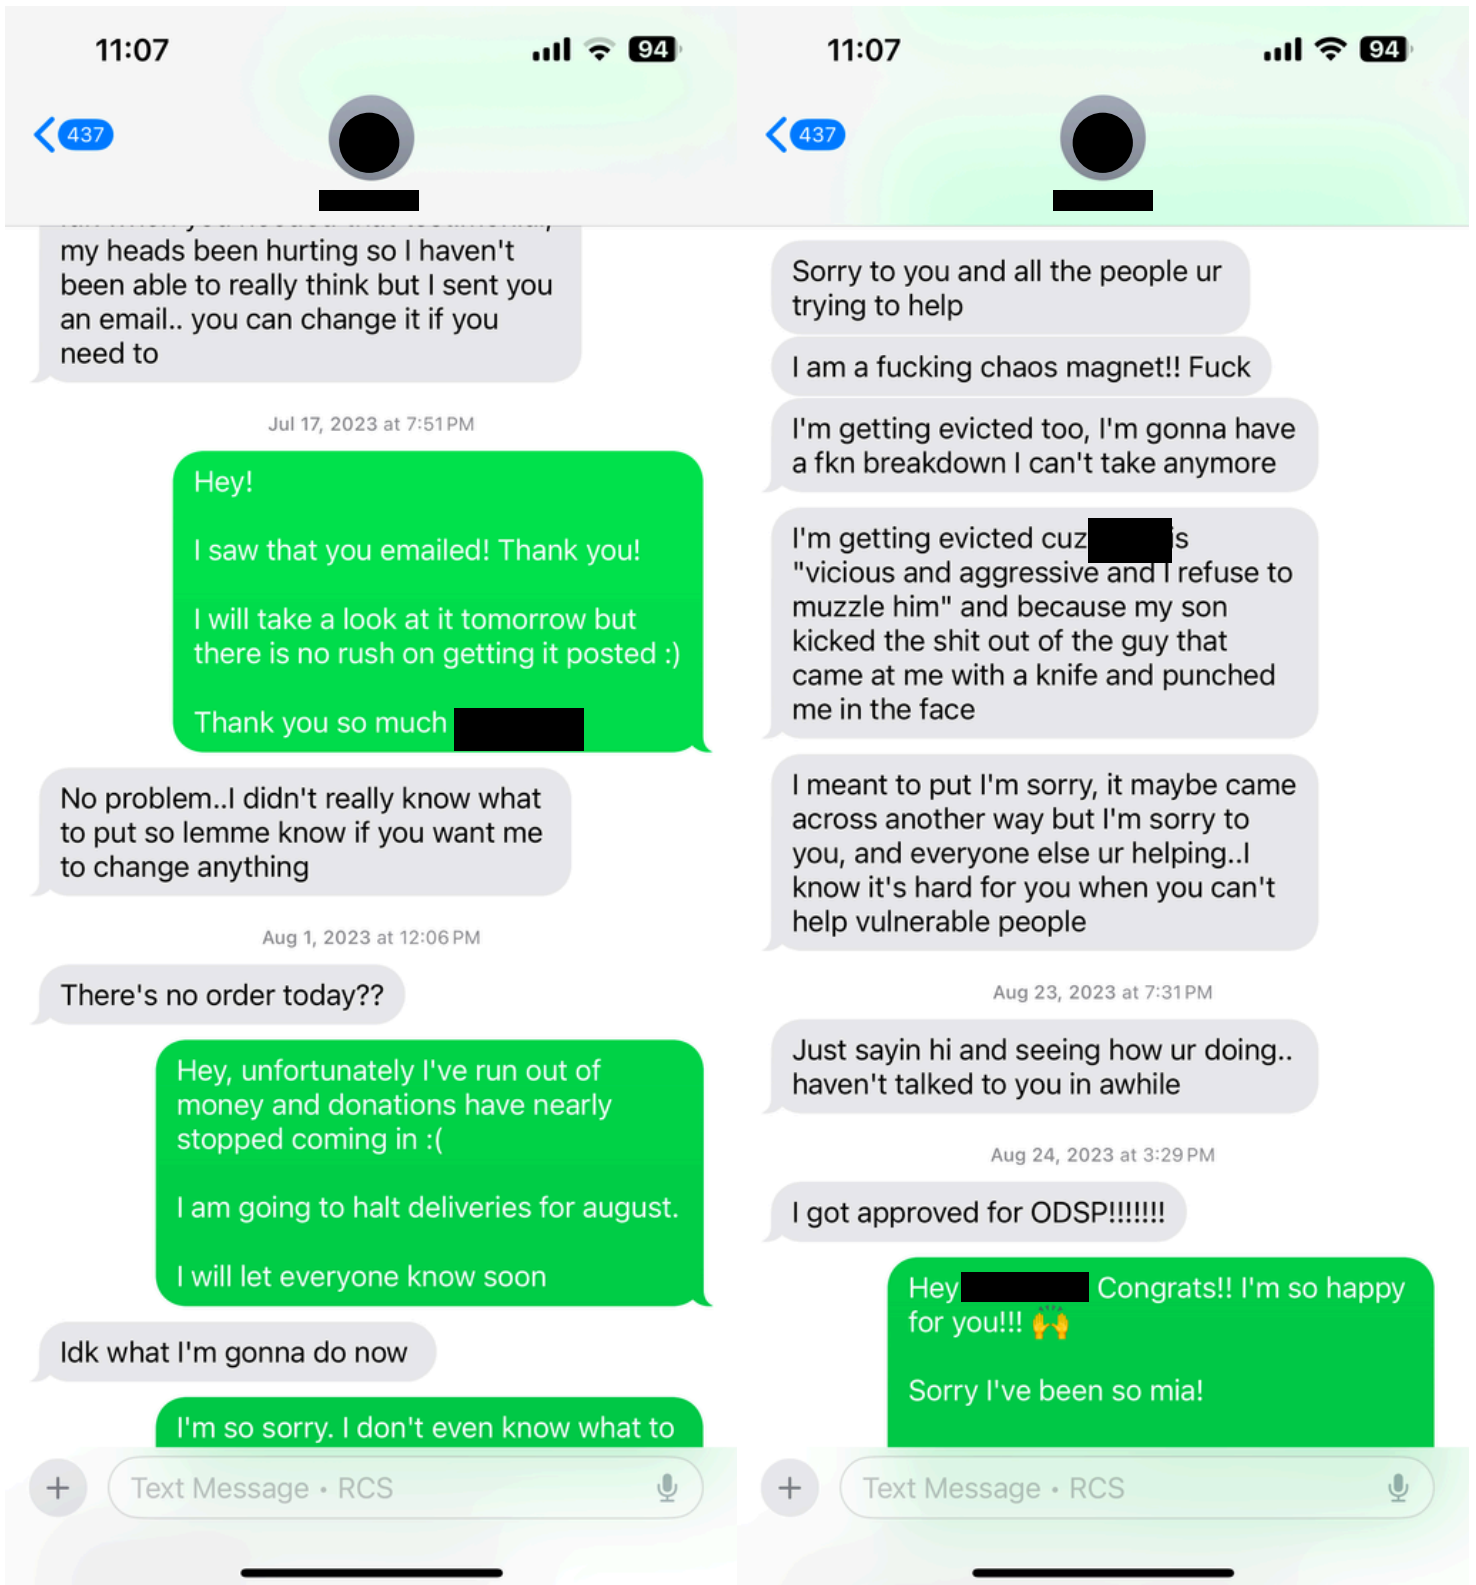 11:07
94
437
my heads been hurting so I haven't
been able to really think but I sent you
an email.. you can change it if you
need to
Jul 17, 2023 at 7:51 PM
Hey!
I saw that you emailed! Thank you!
I will take a look at it tomorrow but
there is no rush on getting it posted :)
Thank you so much
No problem..I didn't really know what
to put so lemme know if you want me
to change anything
Aug 1, 2023 at 12:06 PM
There's no order today??
Hey, unfortunately I've run out of
money and donations have nearly
stopped coming in :(
I am going to halt deliveries for august.
I will let everyone know soon
Idk what I'm gonna do now
I'm so sorry. I don't even know what to
Text Message • RCS
11:07
94
437
Sorry to you and all the people ur
trying to help
I am a fucking chaos magnet!! Fuck
I'm getting evicted too, I'm gonna have
a fkn breakdown I can't take anymore
I'm getting evicted cuz is
"vicious and aggressive and I refuse to
muzzle him" and because my son
kicked the shit out of the guy that
came at me with a knife and punched
me in the face
I meant to put I'm sorry, it maybe came
across another way but I'm sorry to
you, and everyone else ur helping..I
know it's hard for you when you can't
help vulnerable people
Aug 23, 2023 at 7:31 PM
Just sayin hi and seeing how ur doing..
haven't talked to you in awhile
Aug 24, 2023 at 3:29 PM
I got approved for ODSP!!!!!!!
Hey Congrats!! I'm so happy
for you!!! 🙌
Sorry I've been so mia!
Text Message • RCS